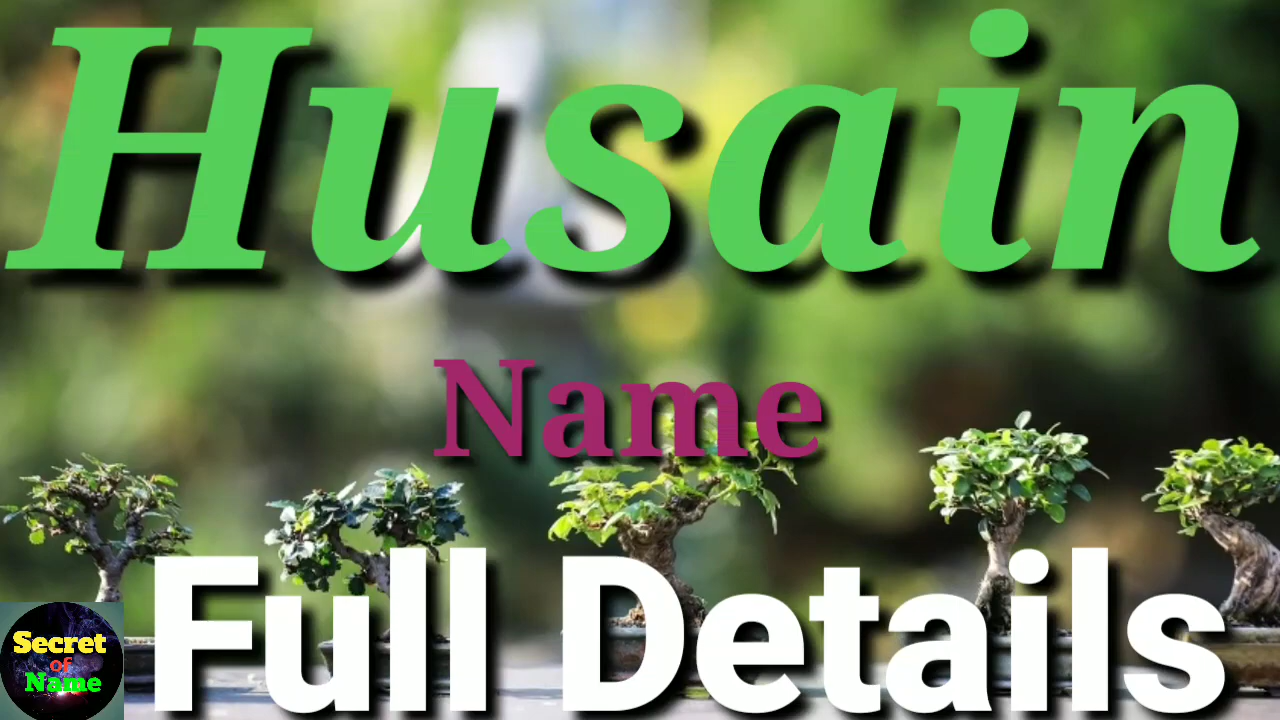 Husain
Name
Full Details
Secret
of
Name